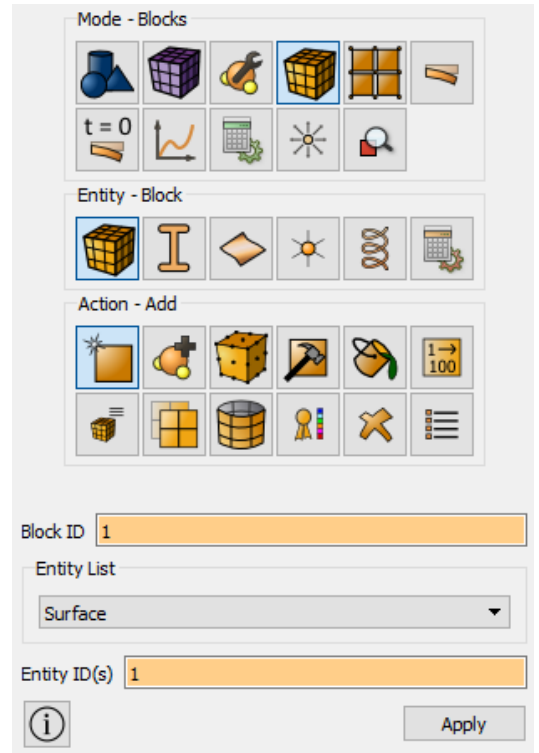 Mode - Blocks
t = 0
Entity - Block
Action - Add
1→
100
Block ID 1
Entity List
Surface
Entity ID(s) 1
i Apply